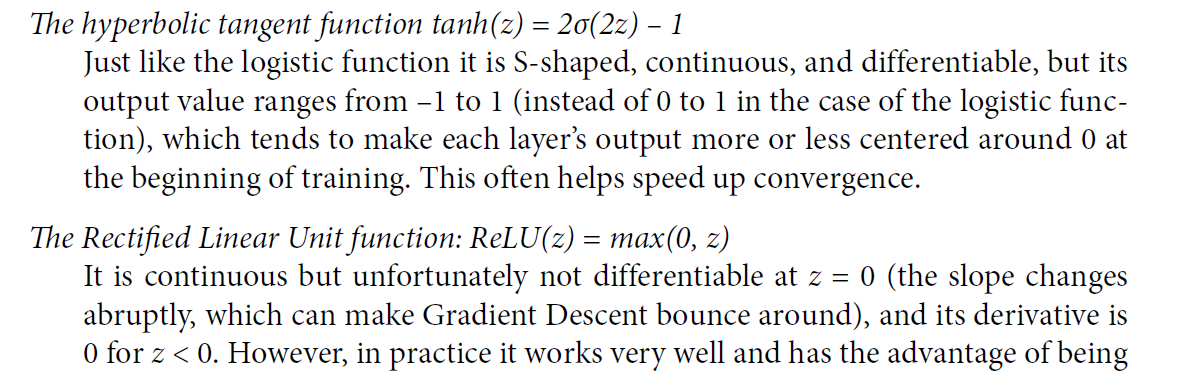 The hyperbolic tangent function tanh(z) = 2σ(2z) – 1
Just like the logistic function it is S-shaped, continuous, and differentiable, but its
output value ranges from –1 to 1 (instead of 0 to 1 in the case of the logistic func-
tion), which tends to make each layer’s output more or less centered around 0 at
the beginning of training. This often helps speed up convergence.
The Rectified Linear Unit function: ReLU(z) = max(0, z)
It is continuous but unfortunately not differentiable at z = 0 (the slope changes
abruptly, which can make Gradient Descent bounce around), and its derivative is
0 for z < 0. However, in practice it works very well and has the advantage of being